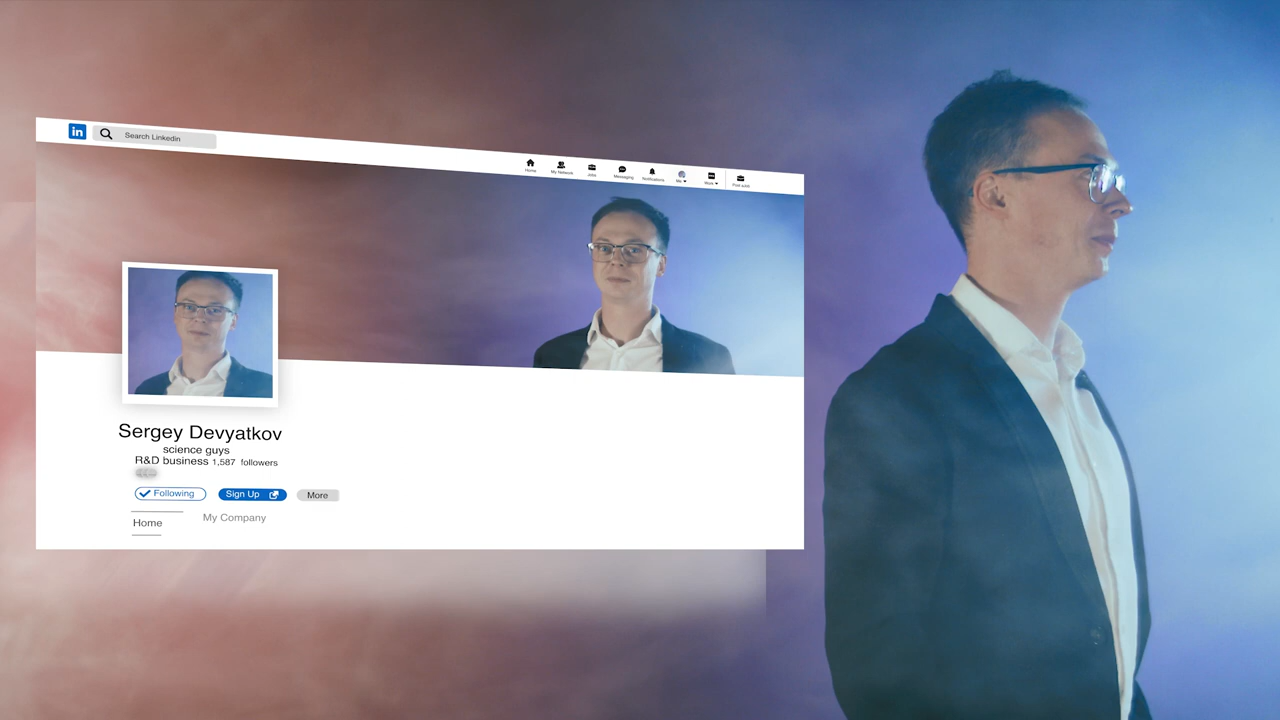 in
Search Linkedin
Home
My Network
Jobs
Messaging
Notifications
Me
Work
Sergey Devyatkov
science guys
R&D business 1,587 followers
Following
Sign Up
More
Home
My Company